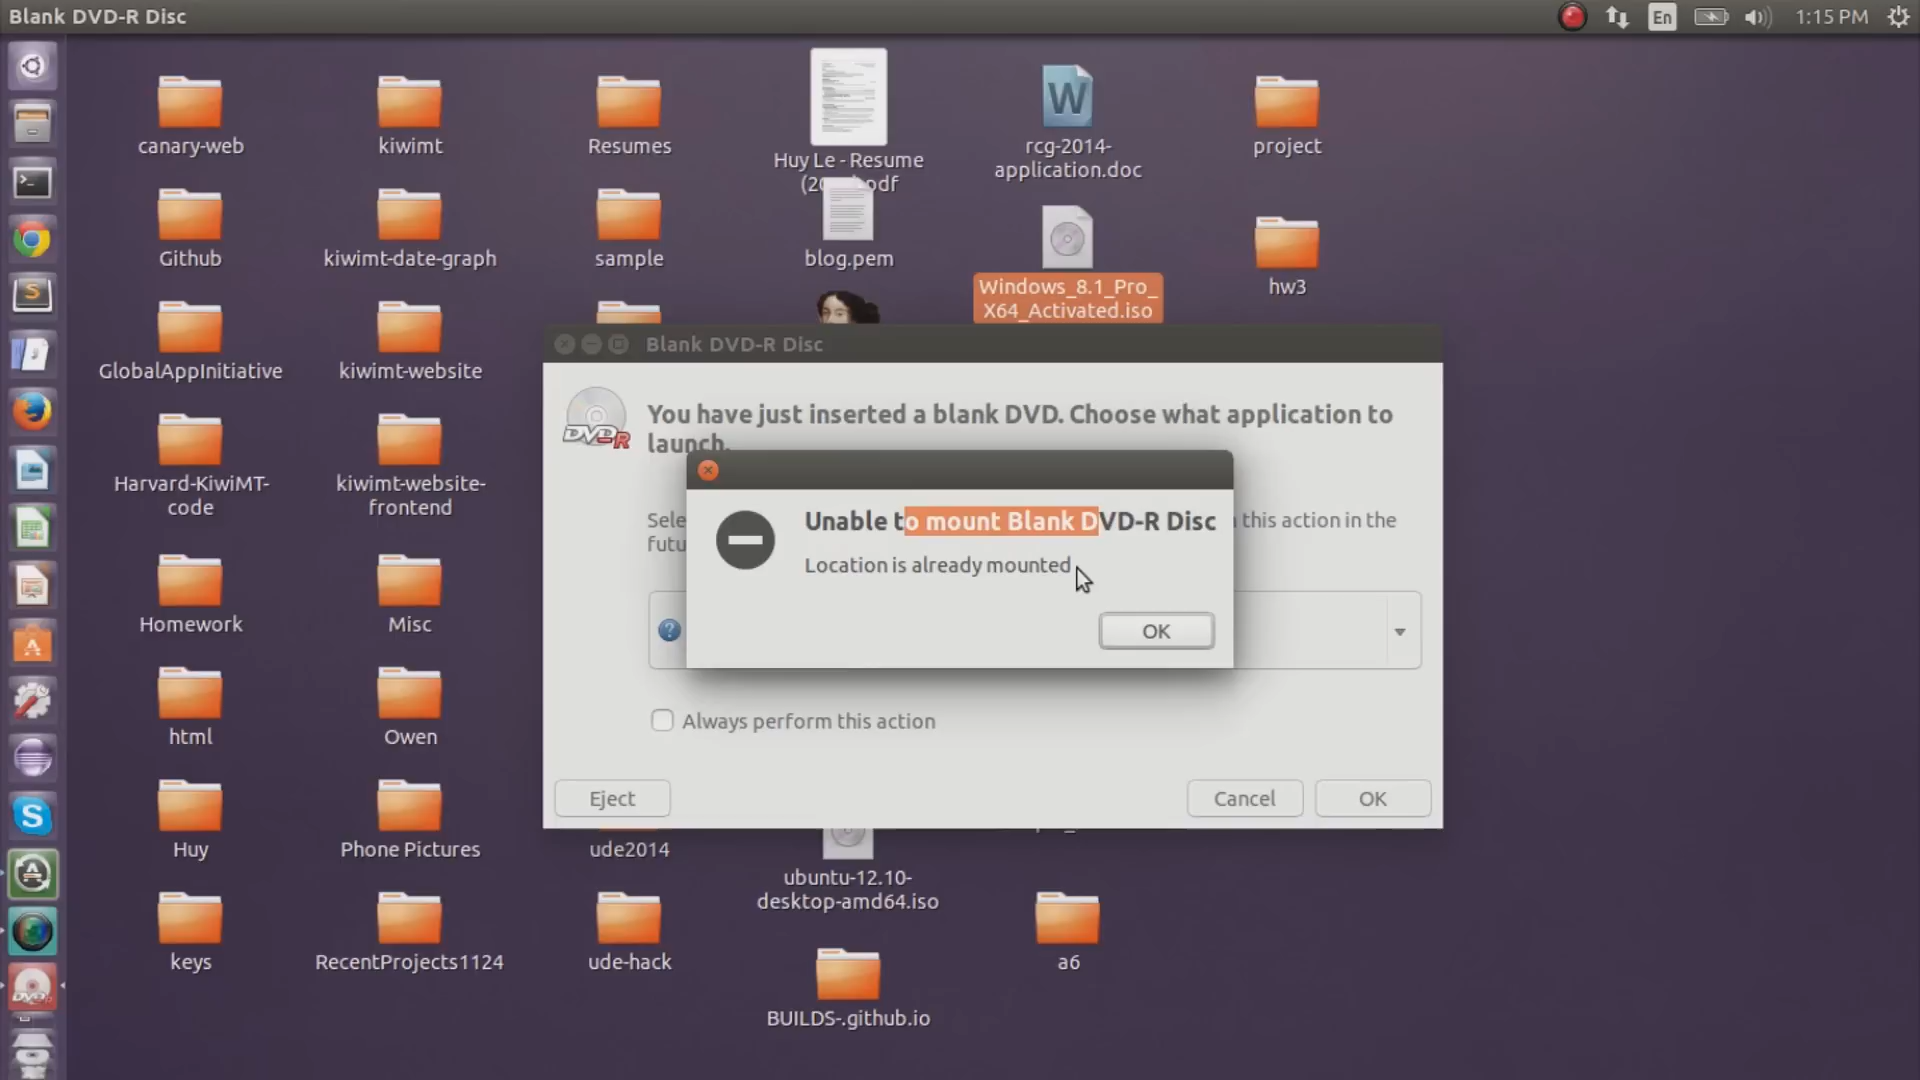 Blank DVD-R Disc
En
1:15 PM
canary-web
kiwimt
Resumes
Huy Le - Resume
pdf
rcg-2014-
application.doc
project
Github
kiwimt-date-graph
sample
blog.pem
Windows_8.1_Pro_
X64_Activated.iso
hw3
GlobalAppInitiative
kiwimt-website
Harvard-KiwiMT-
code
kiwimt-website-
frontend
Homework
Misc
html
Owen
Huy
Phone Pictures
ude2014
ubuntu-12.10-
desktop-amd64.iso
keys
RecentProjects1124
ude-hack
BUILDS-.github.io
a6
Blank DVD-R Disc
DVD-R
You have just inserted a blank DVD. Choose what application to
launch.
this action in the
Unable to mount Blank DVD-R Disc
Location is already mounted
OK
Always perform this action
Eject
Cancel
OK